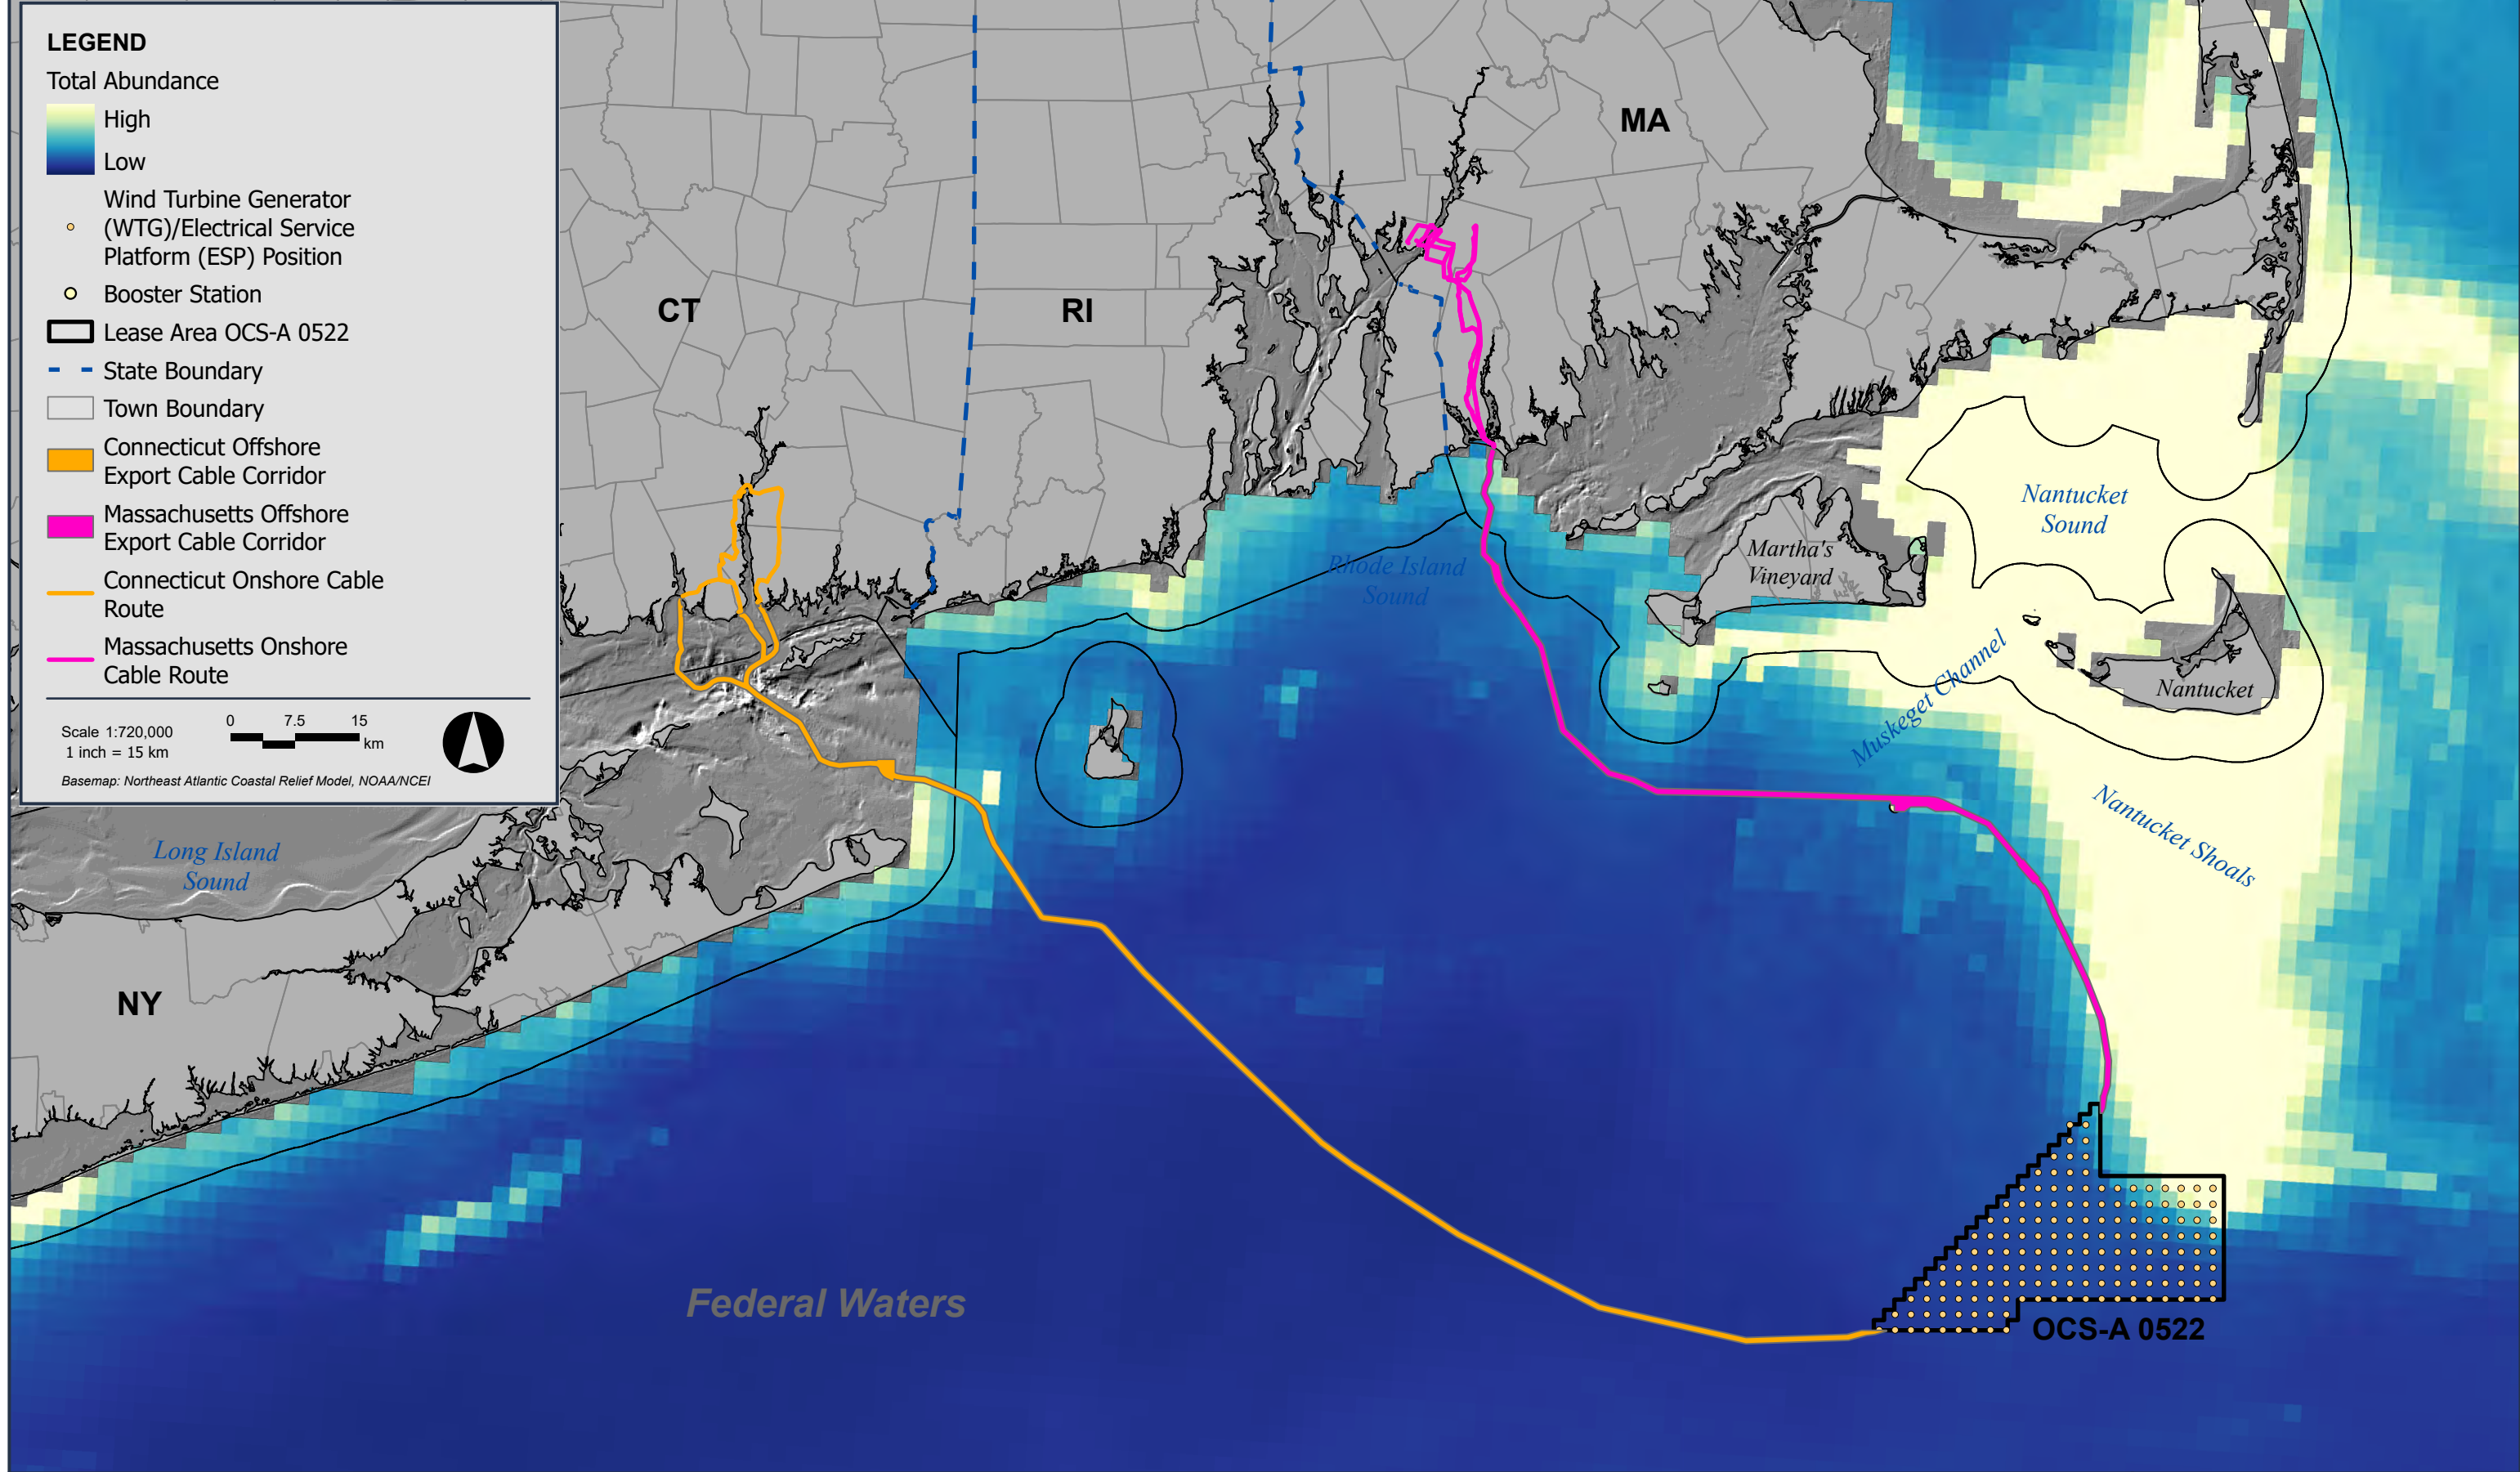 LEGEND
Total Abundance
High
Low
Wind Turbine Generator
(WTG)/Electrical Service
Platform (ESP) Position
Booster Station
Lease Area OCS-A 0522
State Boundary
Town Boundary
Connecticut Offshore
Export Cable Corridor
Massachusetts Offshore
Export Cable Corridor
Connecticut Onshore Cable
Route
Massachusetts Onshore
Cable Route
Scale 1:720,000
1 inch = 15 km
0 7.5 15
km
Basemap: Northeast Atlantic Coastal Relief Model, NOAA/NCEI
MA
CT
RI
NY
Nantucket
Sound
Martha's
Vineyard
Rhode Island
Sound
Muskeget Channel
Nantucket
Nantucket Shoals
Long Island
Sound
Federal Waters
OCS-A 0522